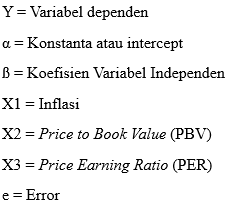 Y = Variabel dependen
α = Konstanta atau intercept
ß = Koefisien Variabel Independen
X1 = Inflasi
X2 = Price to Book Value (PBV)
X3 = Price Earning Ratio (PER)
e = Error